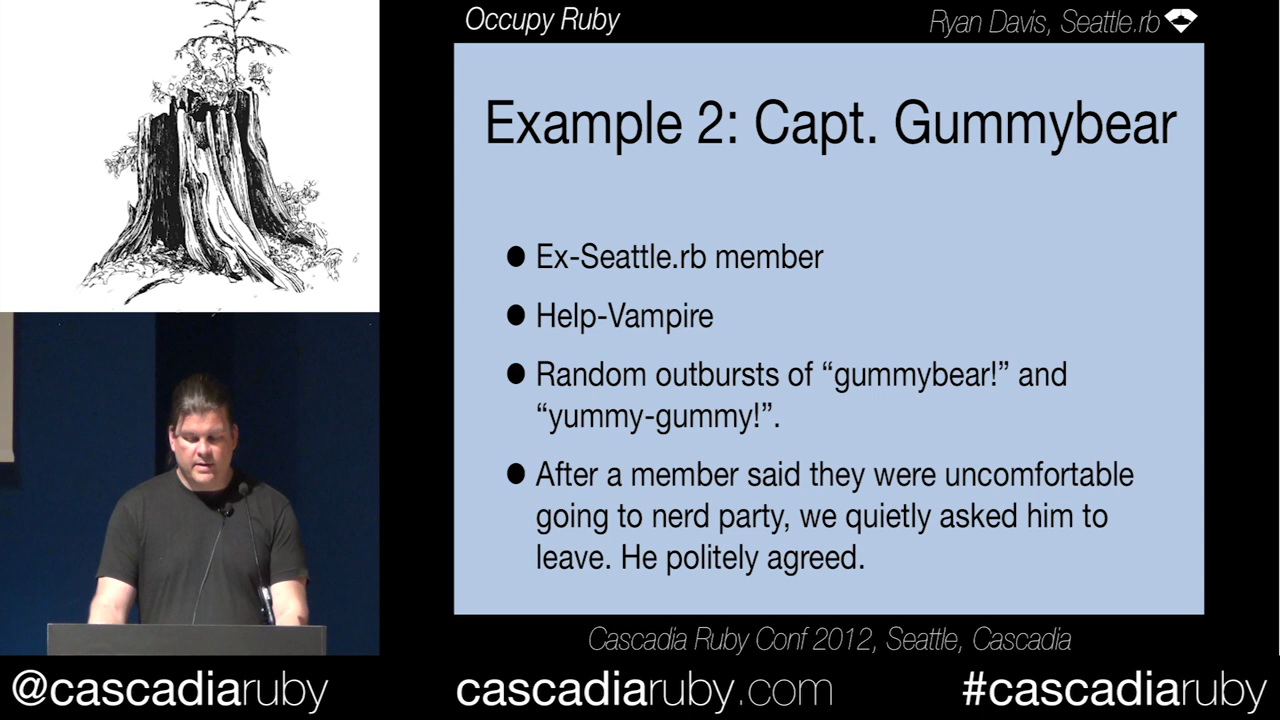 Occupy Ruby
Ryan Davis, Seattle.rb
Example 2: Capt. Gummybear
● Ex-Seattle.rb member
● Help-Vampire
● Random outbursts of “gummybear!” and
“yummy-gummy!”.
● After a member said they were uncomfortable
going to nerd party, we quietly asked him to
leave. He politely agreed.
Cascadia Ruby Conf 2012, Seattle, Cascadia
@cascadiaruby
cascadiaruby.com
#cascadiaruby